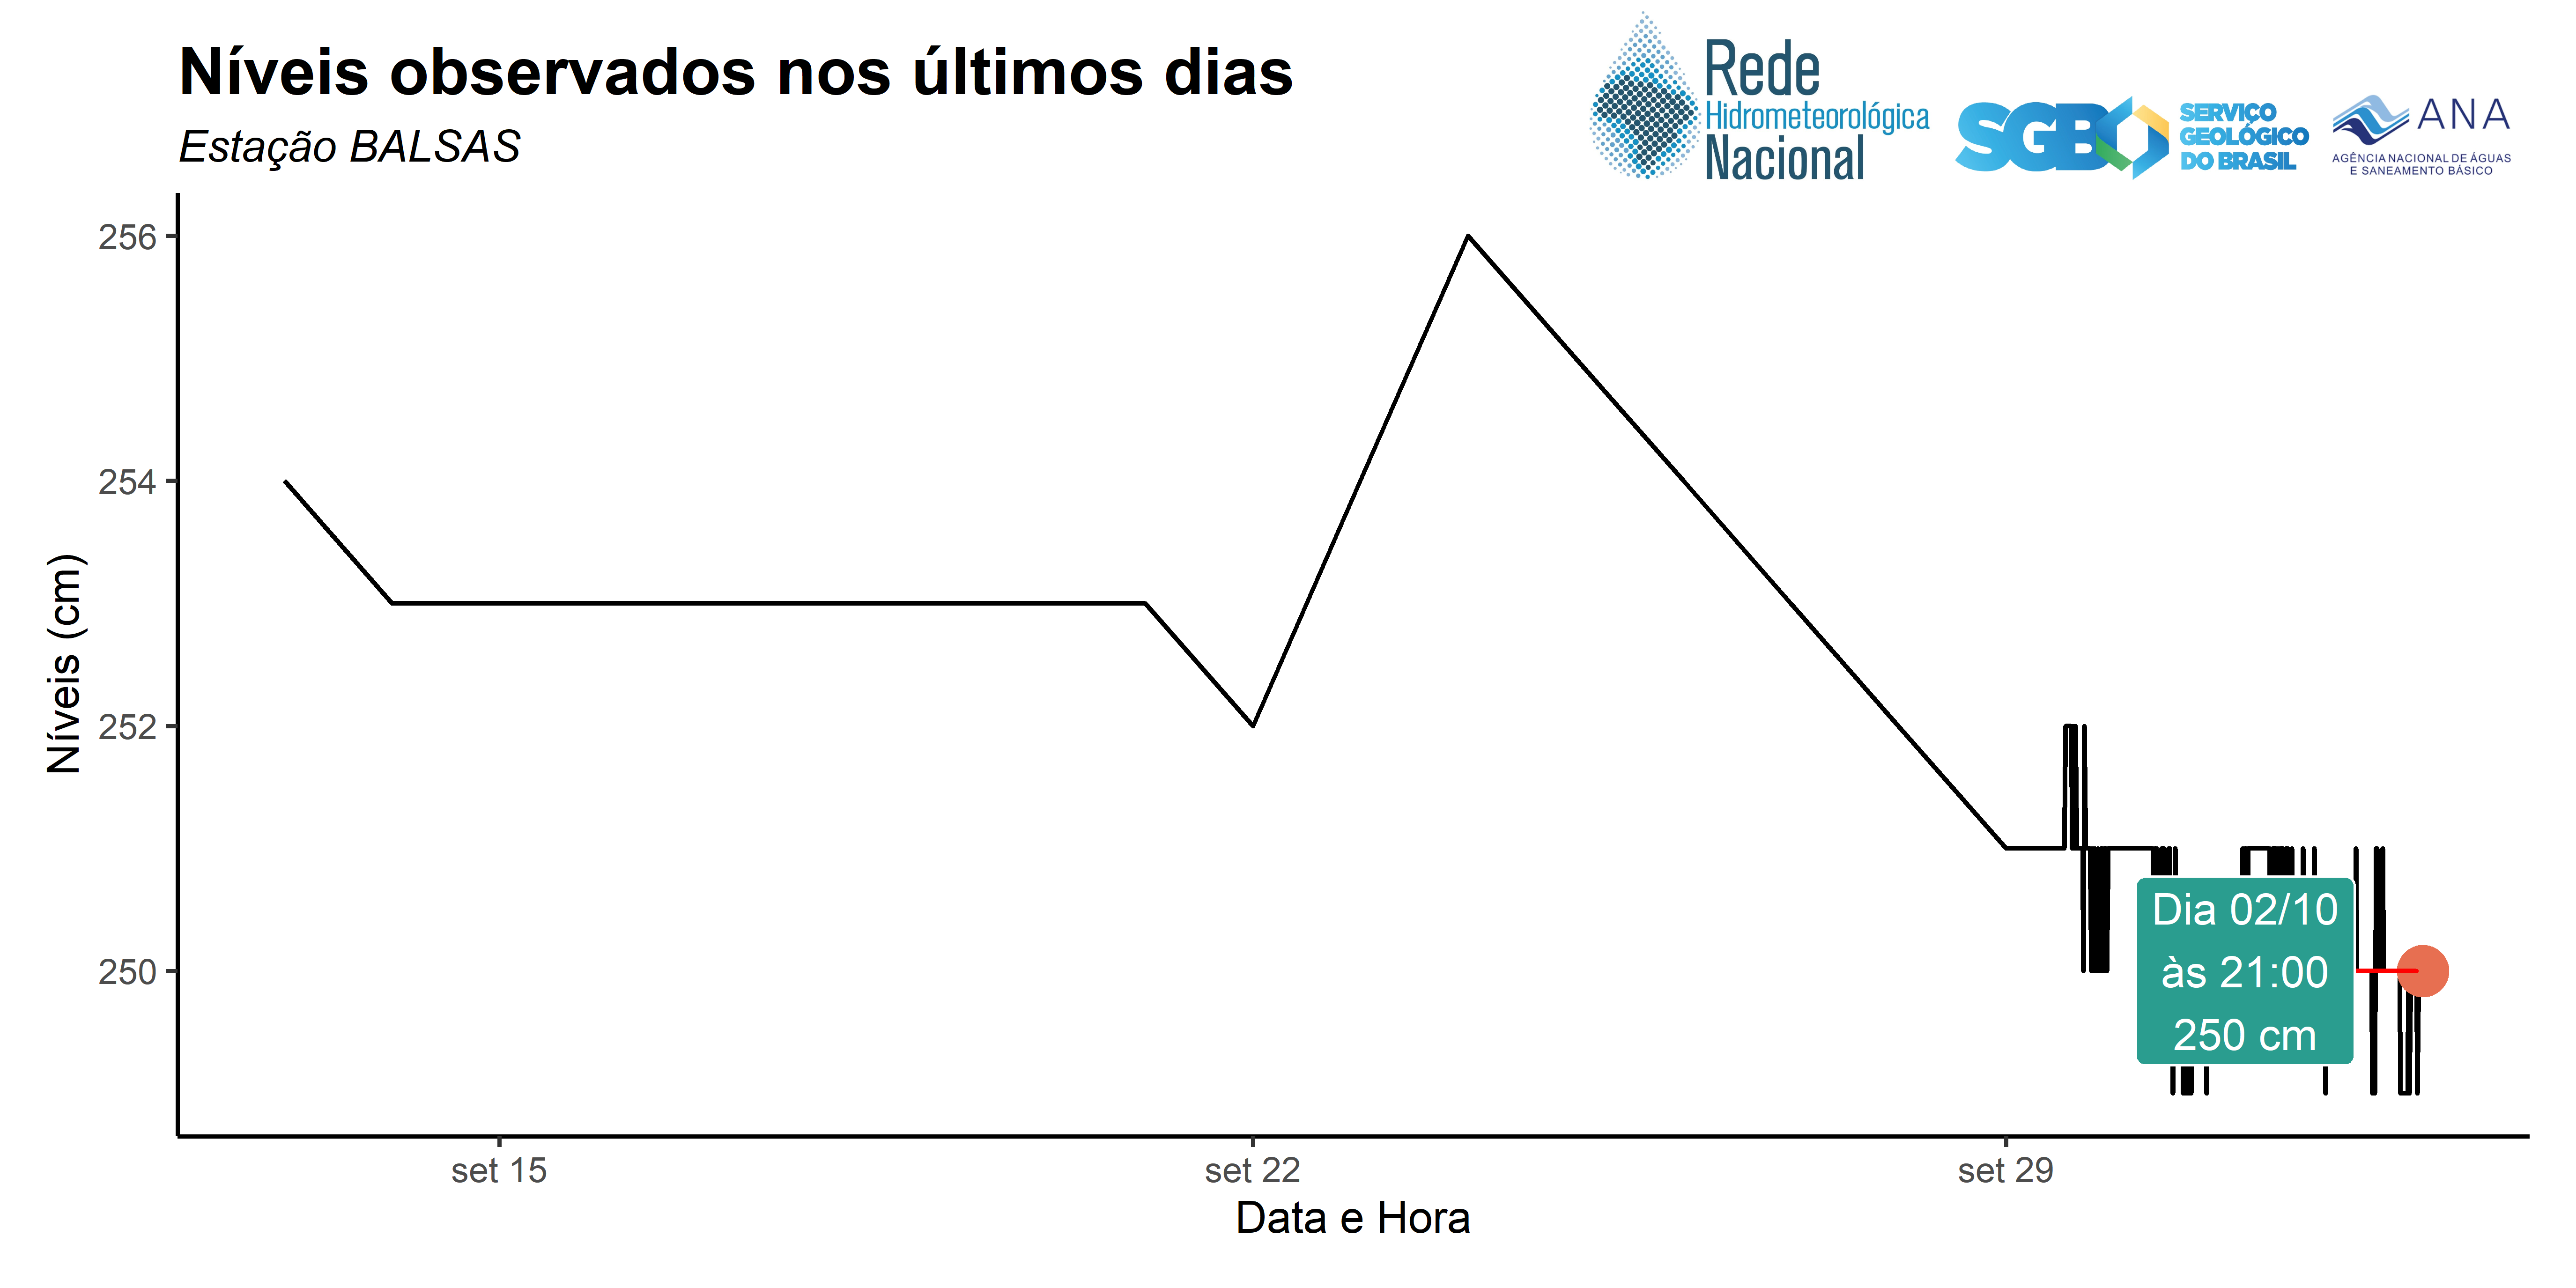 Níveis observados nos últimos dias
Estação BALSAS
Rede
Hidrometeorológica
Nacional
SGB
SERVIÇO
GEOLÓGICO
DO BRASIL
ANA
AGÊNCIA NACIONAL DE ÁGUAS
E SANEAMENTO BÁSICO
Níveis (cm)
256
254
252
250
Dia 02/10
às 21:00
250 cm
set 15
set 22
set 29
Data e Hora